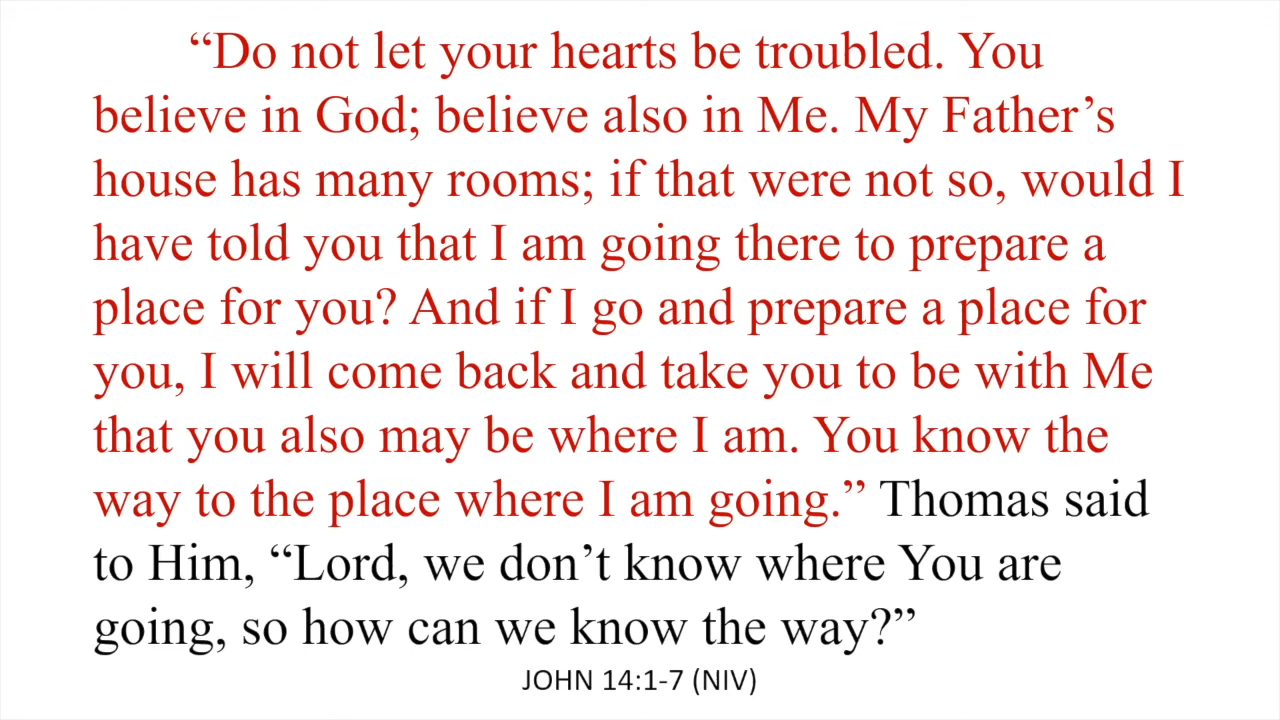 “Do not let your hearts be troubled. You
believe in God; believe also in Me. My Father’s
house has many rooms; if that were not so, would I
have told you that I am going there to prepare a
place for you? And if I go and prepare a place for
you, I will come back and take you to be with Me
that you also may be where I am. You know the
way to the place where I am going.” Thomas said
to Him, “Lord, we don’t know where You are
going, so how can we know the way?”
JOHN 14:1-7 (NIV)